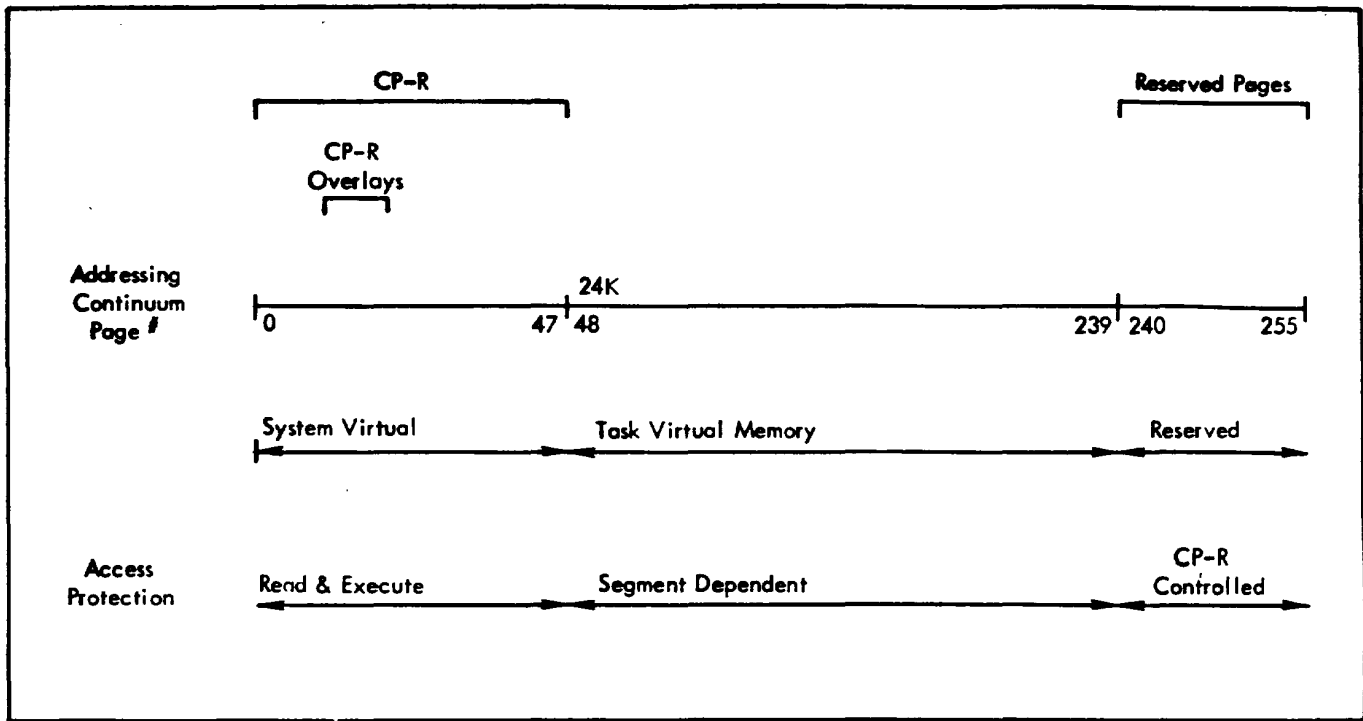 CP-R
Reserved Pages
CP-R
Overlays
Addressing
Continuum
Page #
24K
0
47
48
239
240
255
System Virtual
Task Virtual Memory
Reserved
Access
Protection
Read & Execute
Segment Dependent
CP-R
Controlled